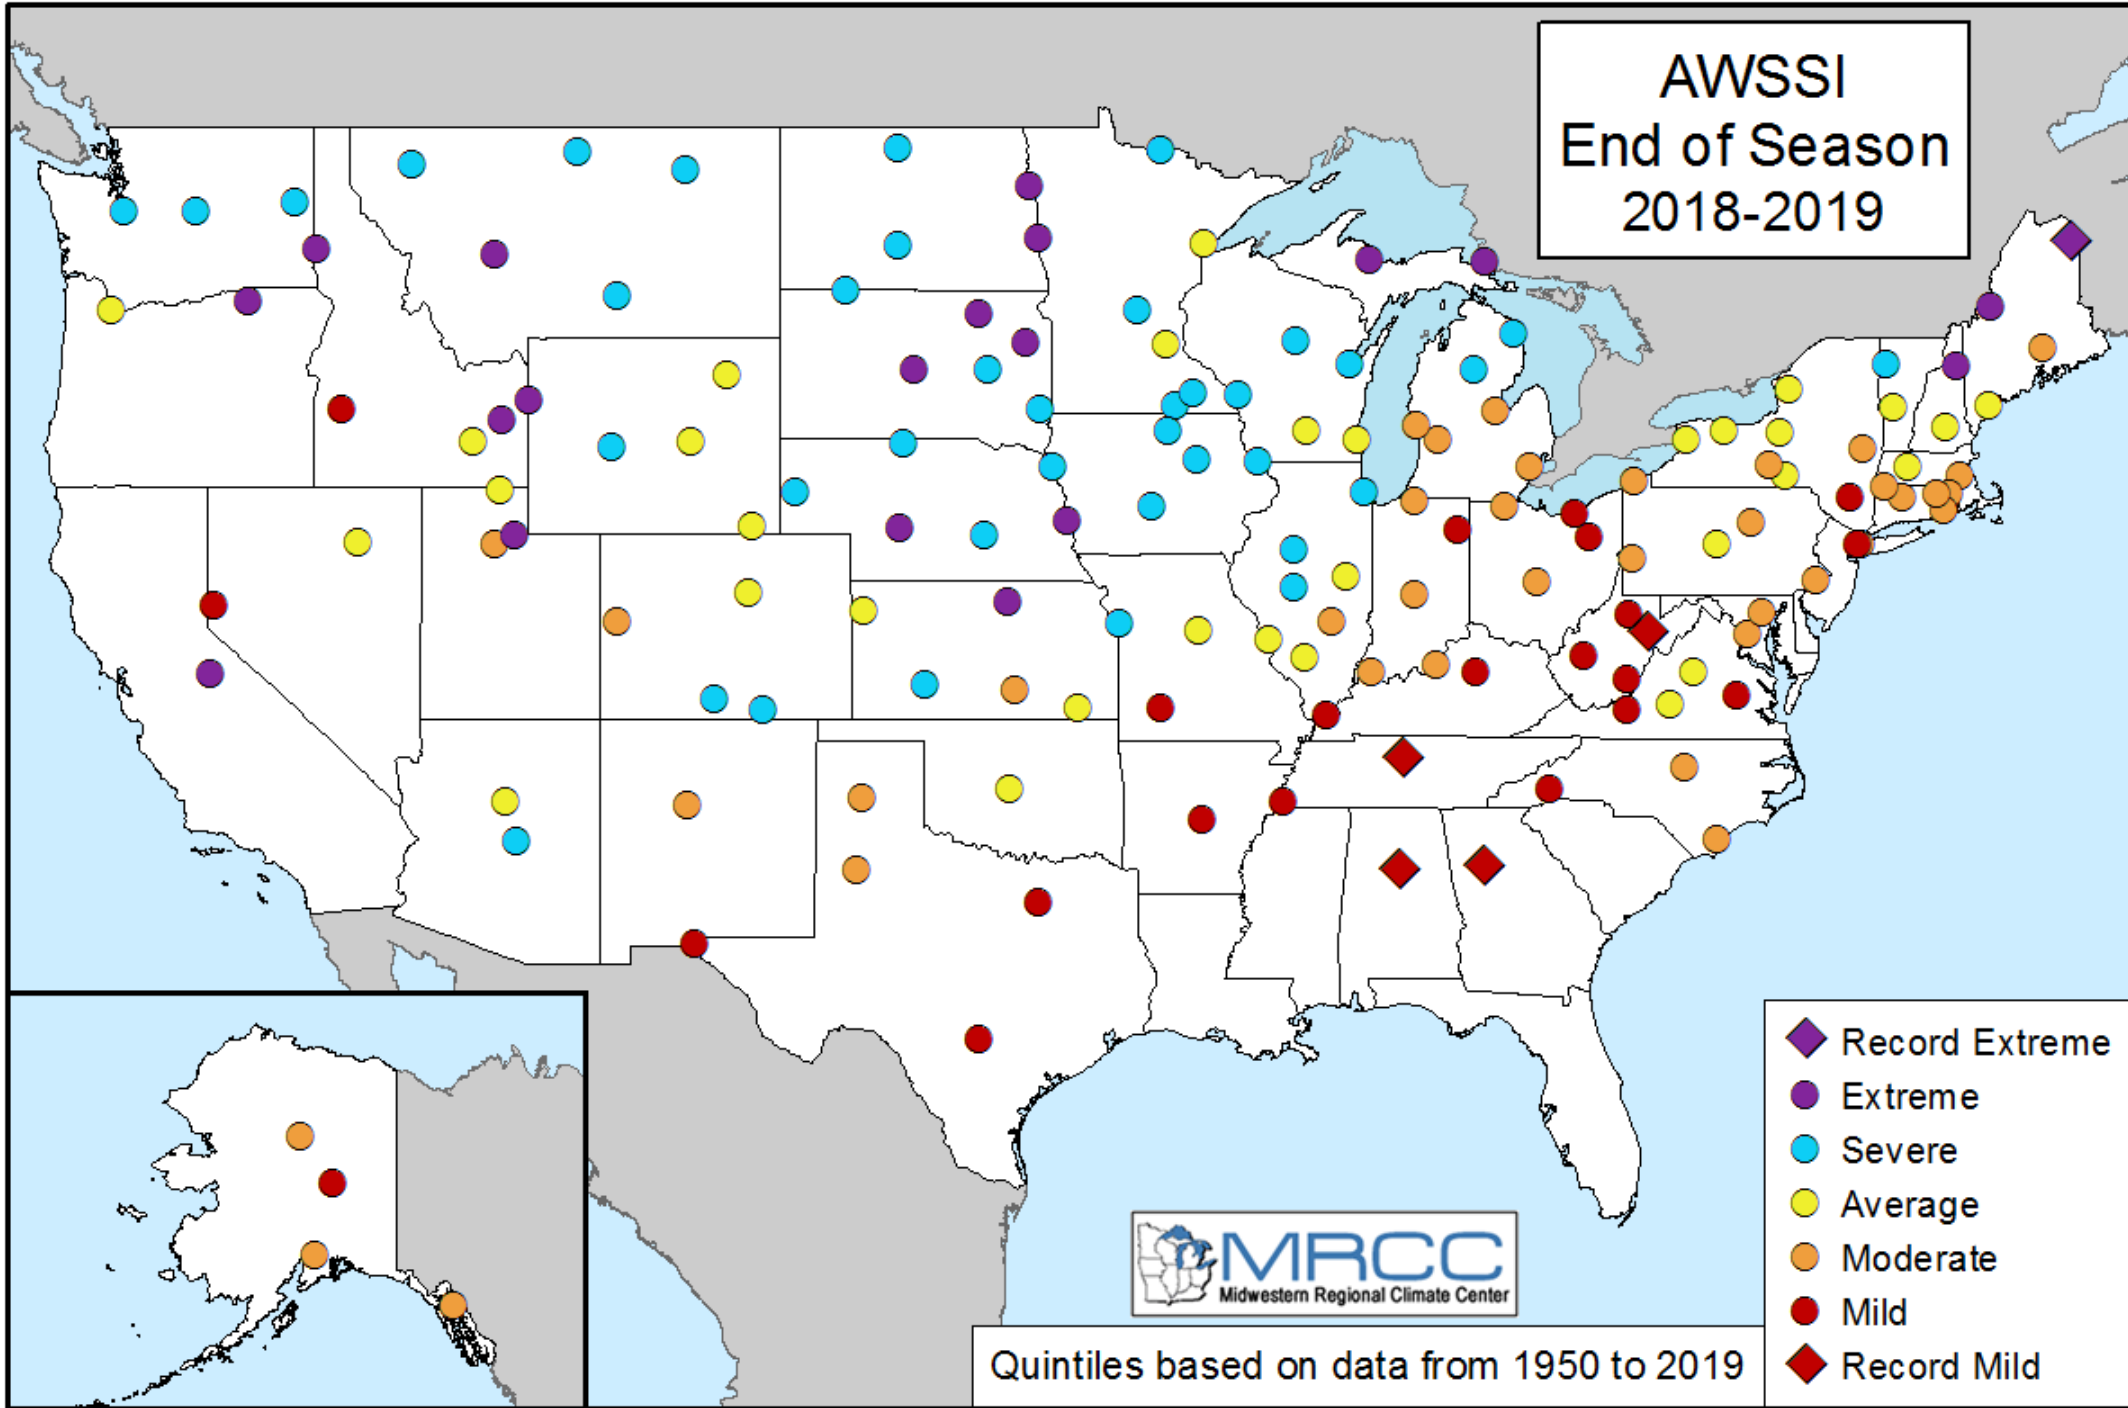 AWSSI
End of Season
2018-2019
Record Extreme
Extreme
Severe
Average
Moderate
Mild
Record Mild
MRCC
Midwestern Regional Climate Center
Quintiles based on data from 1950 to 2019